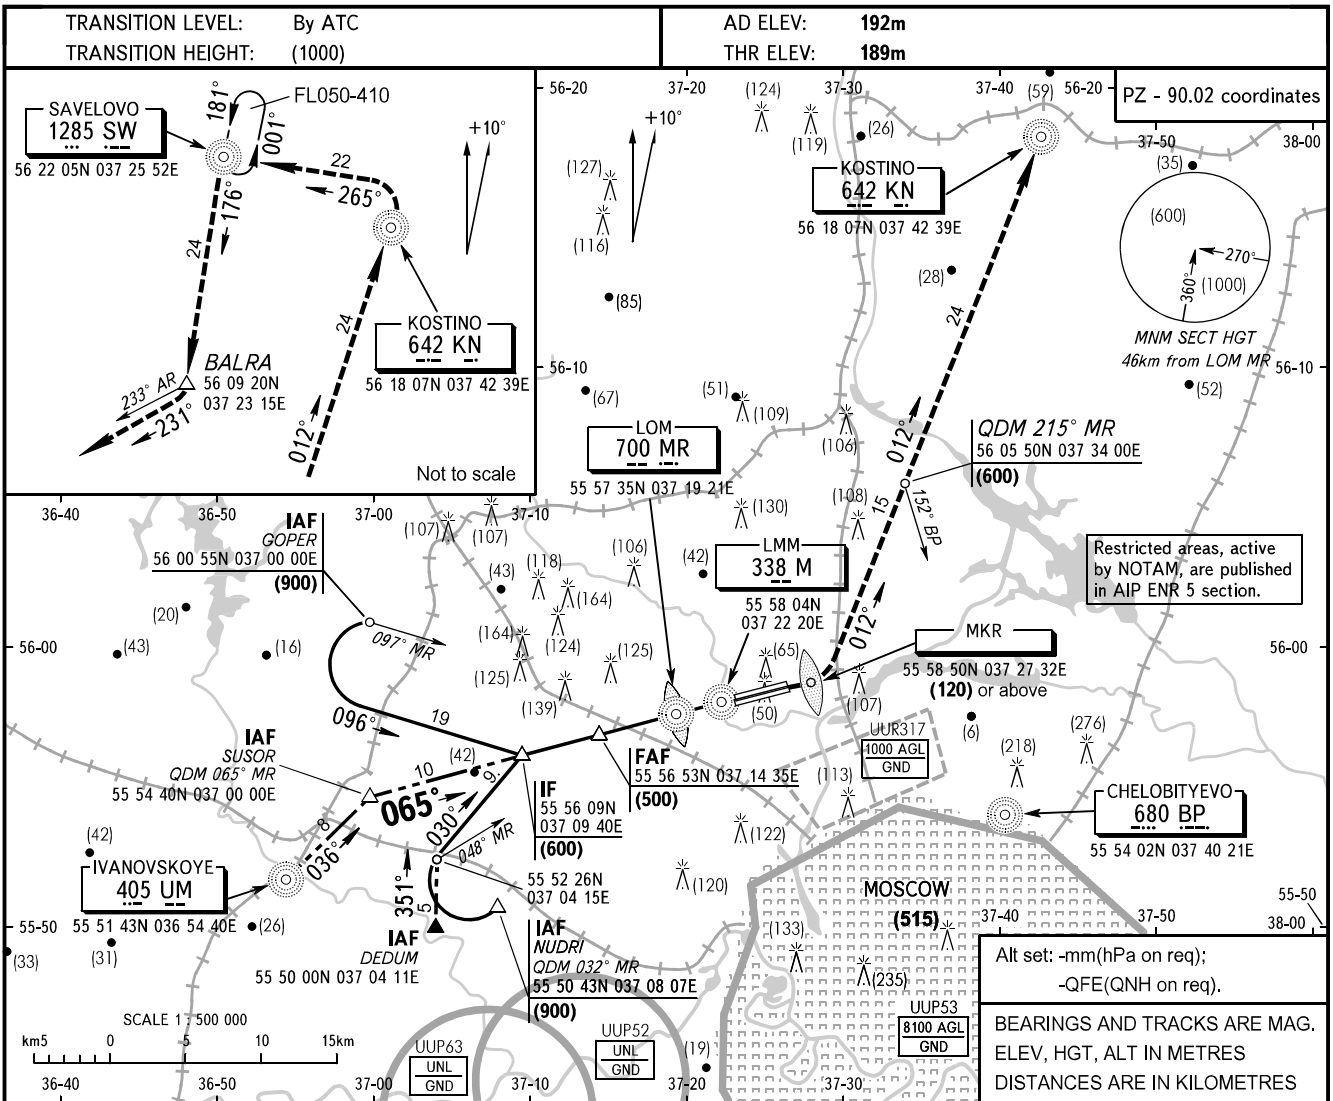 TRANSITION LEVEL: By ATC
TRANSITION HEIGHT: (1000)
AD ELEV: 192m
THR ELEV: 189m
SAVELOVO
1285 SW
56 22 05N 037 25 52E
181°
001°
FL050-410
22
265°
176°
24
+10°
KOSTINO
642 KN
56 18 07N 037 42 39E
24
012°
BALRA
56 09 20N
037 23 15E
233° AR
231°
Not to scale
56-20
37-20
37-30
37-40
56-20
(59)
PZ - 90.02 coordinates
37-50
38-00
+10°
(124)
(119)
(26)
(127)
(116)
(85)
KOSTINO
642 KN
56 18 07N 037 42 39E
(28)
24
(35)
(600)
270°
360°
(1000)
MNM SECT HGT
46km from LOM MR
56-10
56-10
(52)
(67)
(51)
(109)
(106)
012°
QDM 215° MR
56 05 50N 037 34 00E
(600)
LOM
700 MR
55 57 35N 037 19 21E
36-40
36-50
37-00
37-10
(107)
(107)
(130)
(108)
15
152° BP
IAF
GOPER
56 00 55N 037 00 00E
(900)
(106)
(42)
LMM
338 M
55 58 04N
037 22 20E
Restricted areas, active
by NOTAM, are published
in AIP ENR 5 section.
(43)
(118)
(164)
(20)
(164)
(124)
012°
MKR
55 58 50N 037 27 32E
(120) or above
56-00
56-00
(43)
(16)
097° MR
(125)
(125)
(65)
(139)
(50)
(107)
096°
19
(6)
(276)
(218)
UUR317
1000 AGL
GND
IAF
SUSOR
QDM 065° MR
55 54 40N 037 00 00E
(42)
10
9.
FAF
55 56 53N 037 14 35E
(500)
(113)
065°
030°
IF
55 56 09N
037 09 40E
(600)
CHELOBITYEVO
680 BP
55 54 02N 037 40 21E
(42)
8
036°
048° MR
(122)
(120)
IVANOVSKOYE
405 UM
55 51 43N 036 54 40E
351°
5
55 52 26N
037 04 15E
MOSCOW
(515)
55-50
37-40
37-50
38-00
55-50
(26)
(33)
(31)
IAF
DEDUM
55 50 00N 037 04 11E
IAF
NUDRI
QDM 032° MR
55 50 43N 037 08 07E
(900)
(133)
(235)
Alt set: -mm(hPa on req);
-QFE(QNH on req).
SCALE 1 : 500 000
km5 0 5 10 15km
UUP63
UNL
GND
UUP52
UNL
GND
(19)
UUP53
8100 AGL
GND
BEARINGS AND TRACKS ARE MAG.
ELEV, HGT, ALT IN METRES
DISTANCES ARE IN KILOMETRES
36-40
36-50
37-00
37-10
37-20
37-30